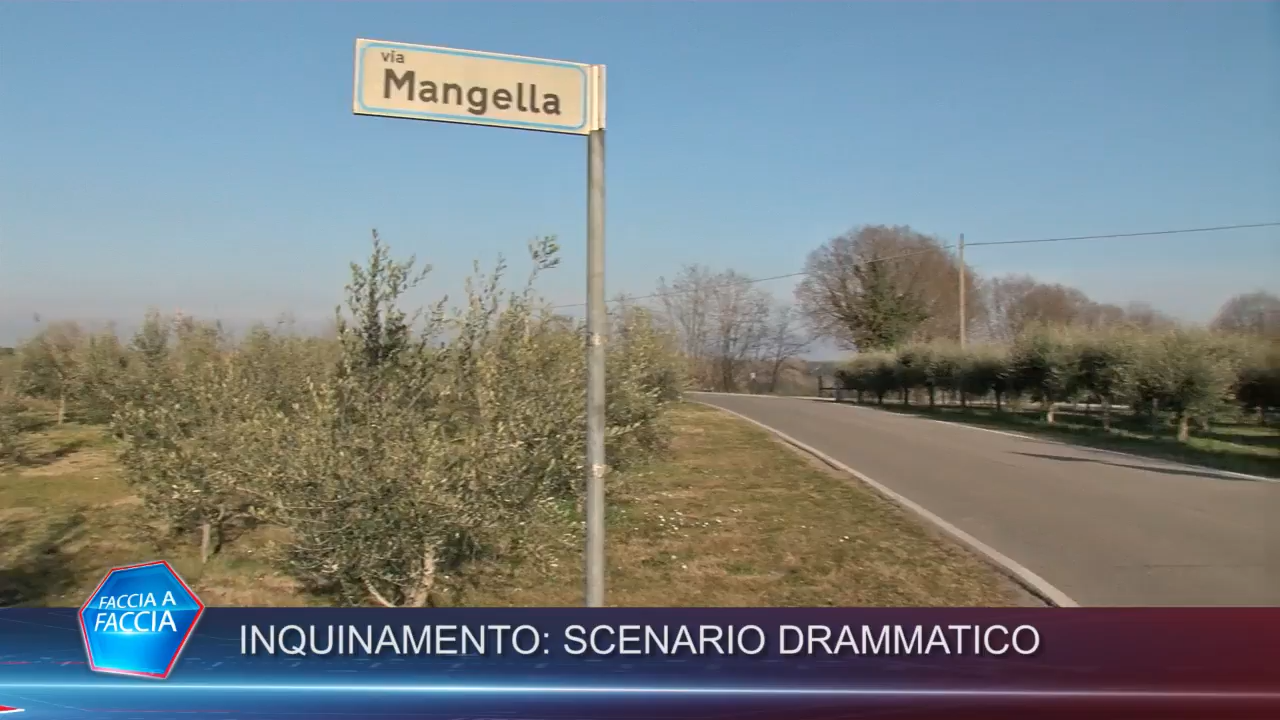 via
Mangella
FACCIA A
FACCIA
INQUINAMENTO: SCENARIO DRAMMATICO